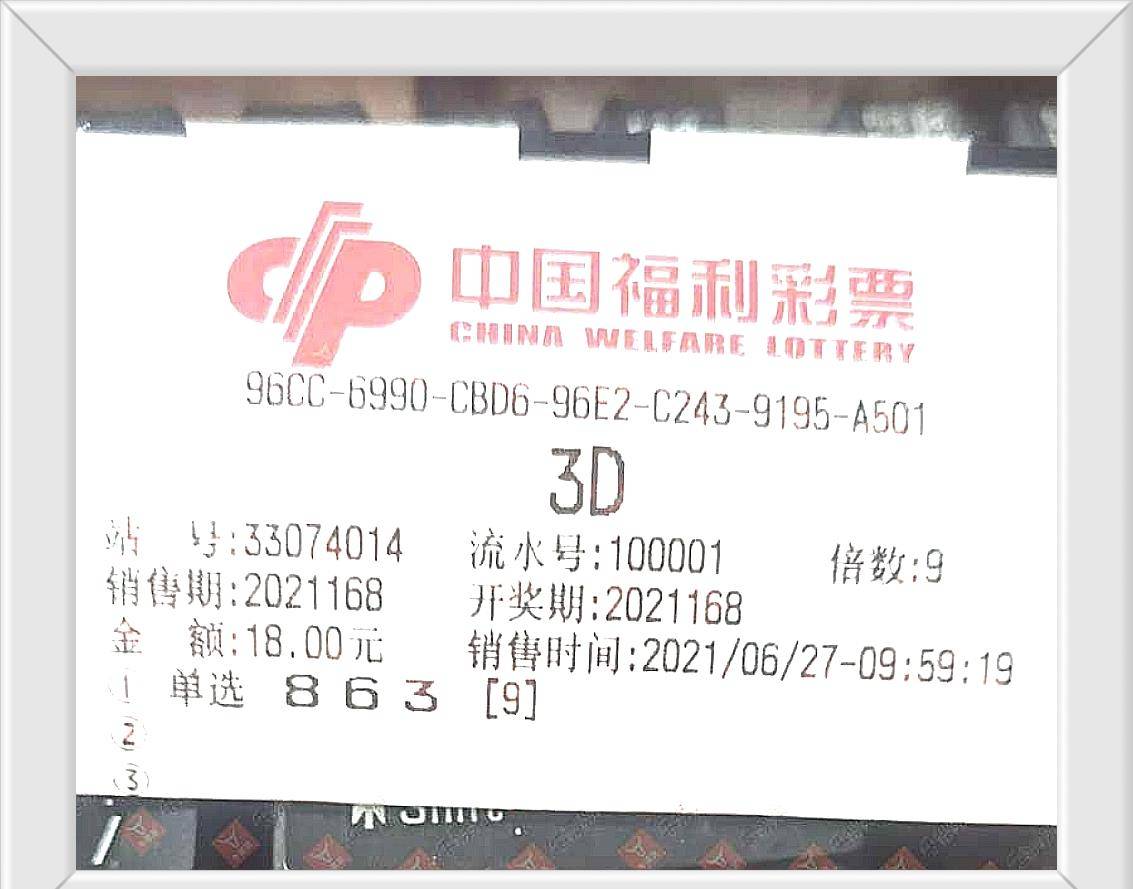 中国福利彩票
CHINA WELFARE LOTTERY
96CC-6990-CBD6-96E2-C243-9195-A501
3D
站 号:33074014 流水号:100001 倍数:9
销售期:2021168 开奖期:2021168
金 额:18.00元 销售时间:2021/06/27-09:59:19
① 单选 8 6 3 [9]
②
③
Shift